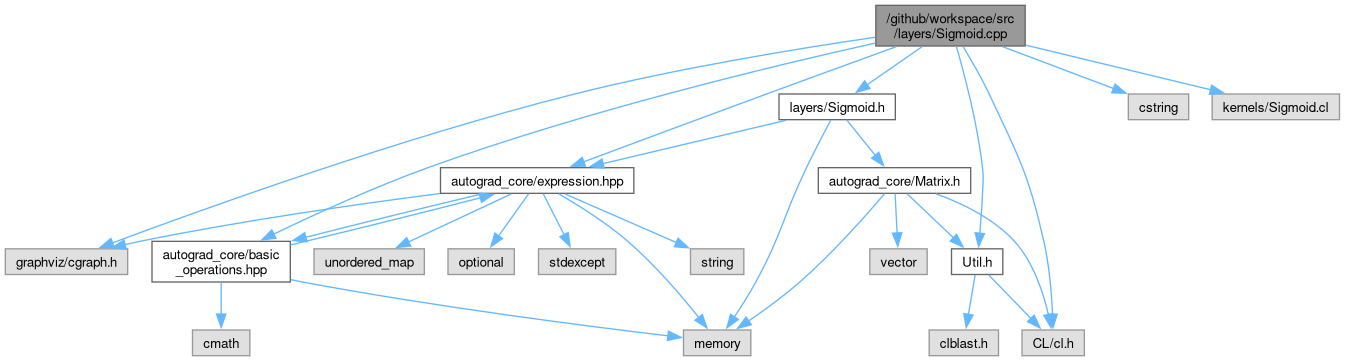 /github/workspace/src
/layers/Sigmoid.cpp
layers/Sigmoid.h
cstring
kernels/Sigmoid.cl
autograd_core/expression.hpp
autograd_core/Matrix.h
graphviz/cgraph.h
autograd_core/basic
_operations.hpp
unordered_map
optional
stdexcept
string
vector
Util.h
cmath
memory
clblast.h
CL/cl.h